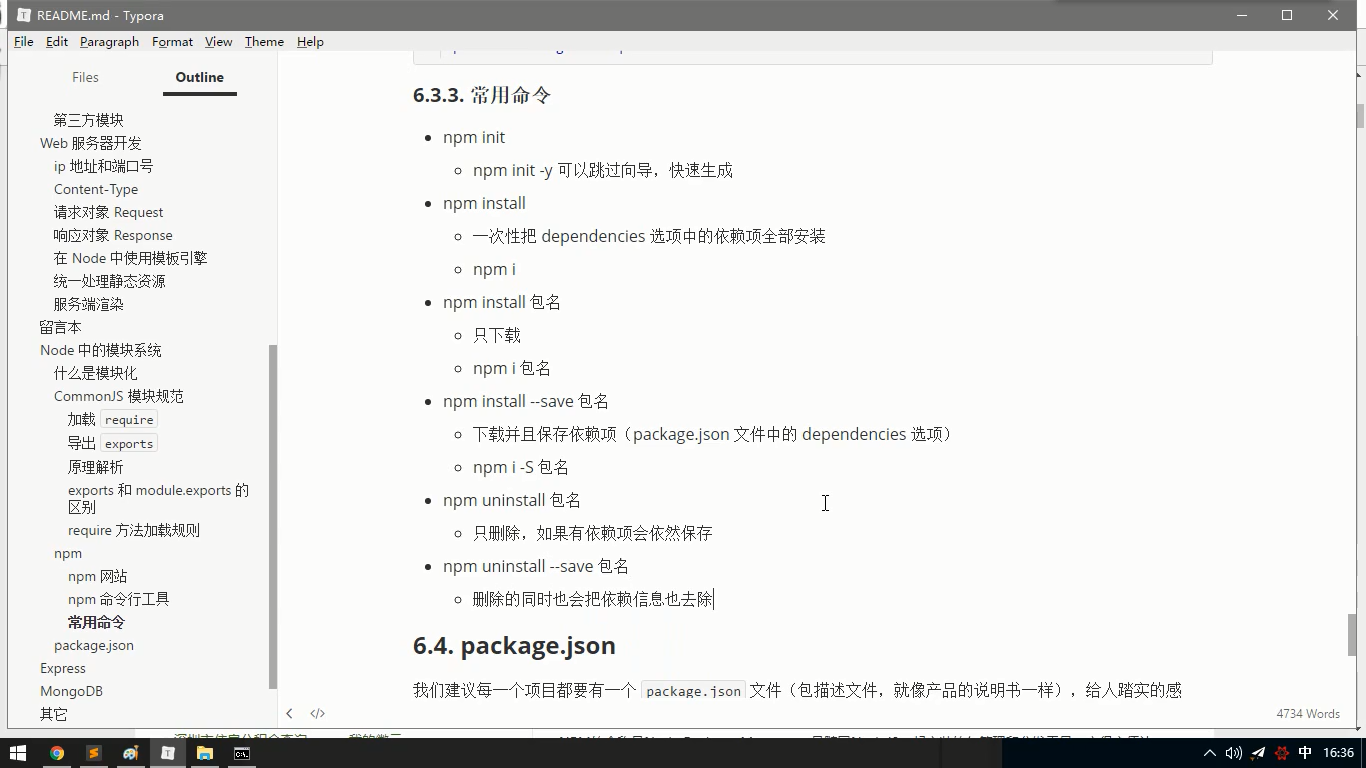 README.md - Typora
File Edit Paragraph Format View Theme Help
Files Outline
第三方模块
Web 服务器开发
ip 地址和端口号
Content-Type
请求对象 Request
响应对象 Response
在 Node 中使用模板引擎
统一处理静态资源
服务端渲染
留言本
Node 中的模块系统
什么是模块化
CommonJS 模块规范
加载 require
导出 exports
原理解析
exports 和 module.exports 的
区别
require 方法加载规则
npm
npm 网站
npm 命令行工具
常用命令
package.json
Express
MongoDB
其它
6.3.3. 常用命令
npm init
npm init -y 可以跳过向导，快速生成
npm install
一次性把 dependencies 选项中的依赖项全部安装
npm i
npm install 包名
只下载
npm i 包名
npm install --save 包名
下载并且保存依赖项（package.json 文件中的 dependencies 选项）
npm i -S 包名
npm uninstall 包名
只删除，如果有依赖项会依然保存
npm uninstall --save 包名
删除的同时也会把依赖信息也去除
6.4. package.json
我们建议每一个项目都要有一个 package.json 文件（包描述文件，就像产品的说明书一样），给人踏实的感
4734 Words
中 16:36